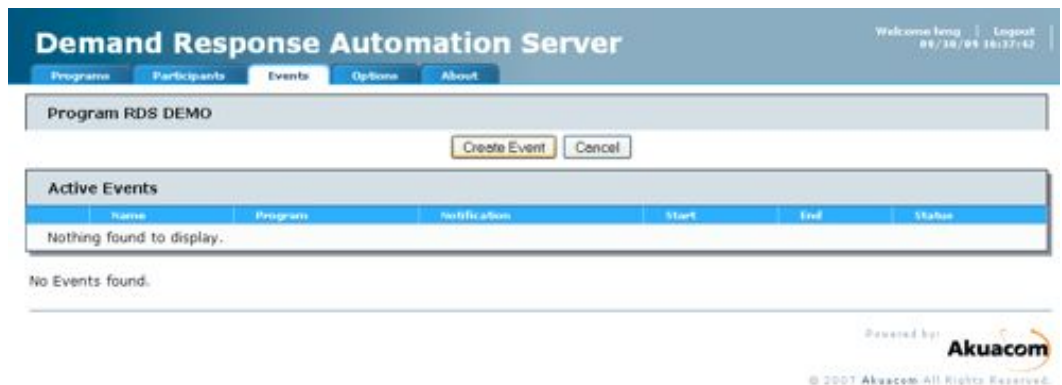 Demand Response Automation Server
Welcome | Logout
Programs Participants Events Options About
Program RDS DEMO
Create Event Cancel
Active Events
Name Program Notification Start End Status
Nothing found to display.
No Events found.
Powered by:
Akuacom
© 2007 Akuacom All Rights Reserved.